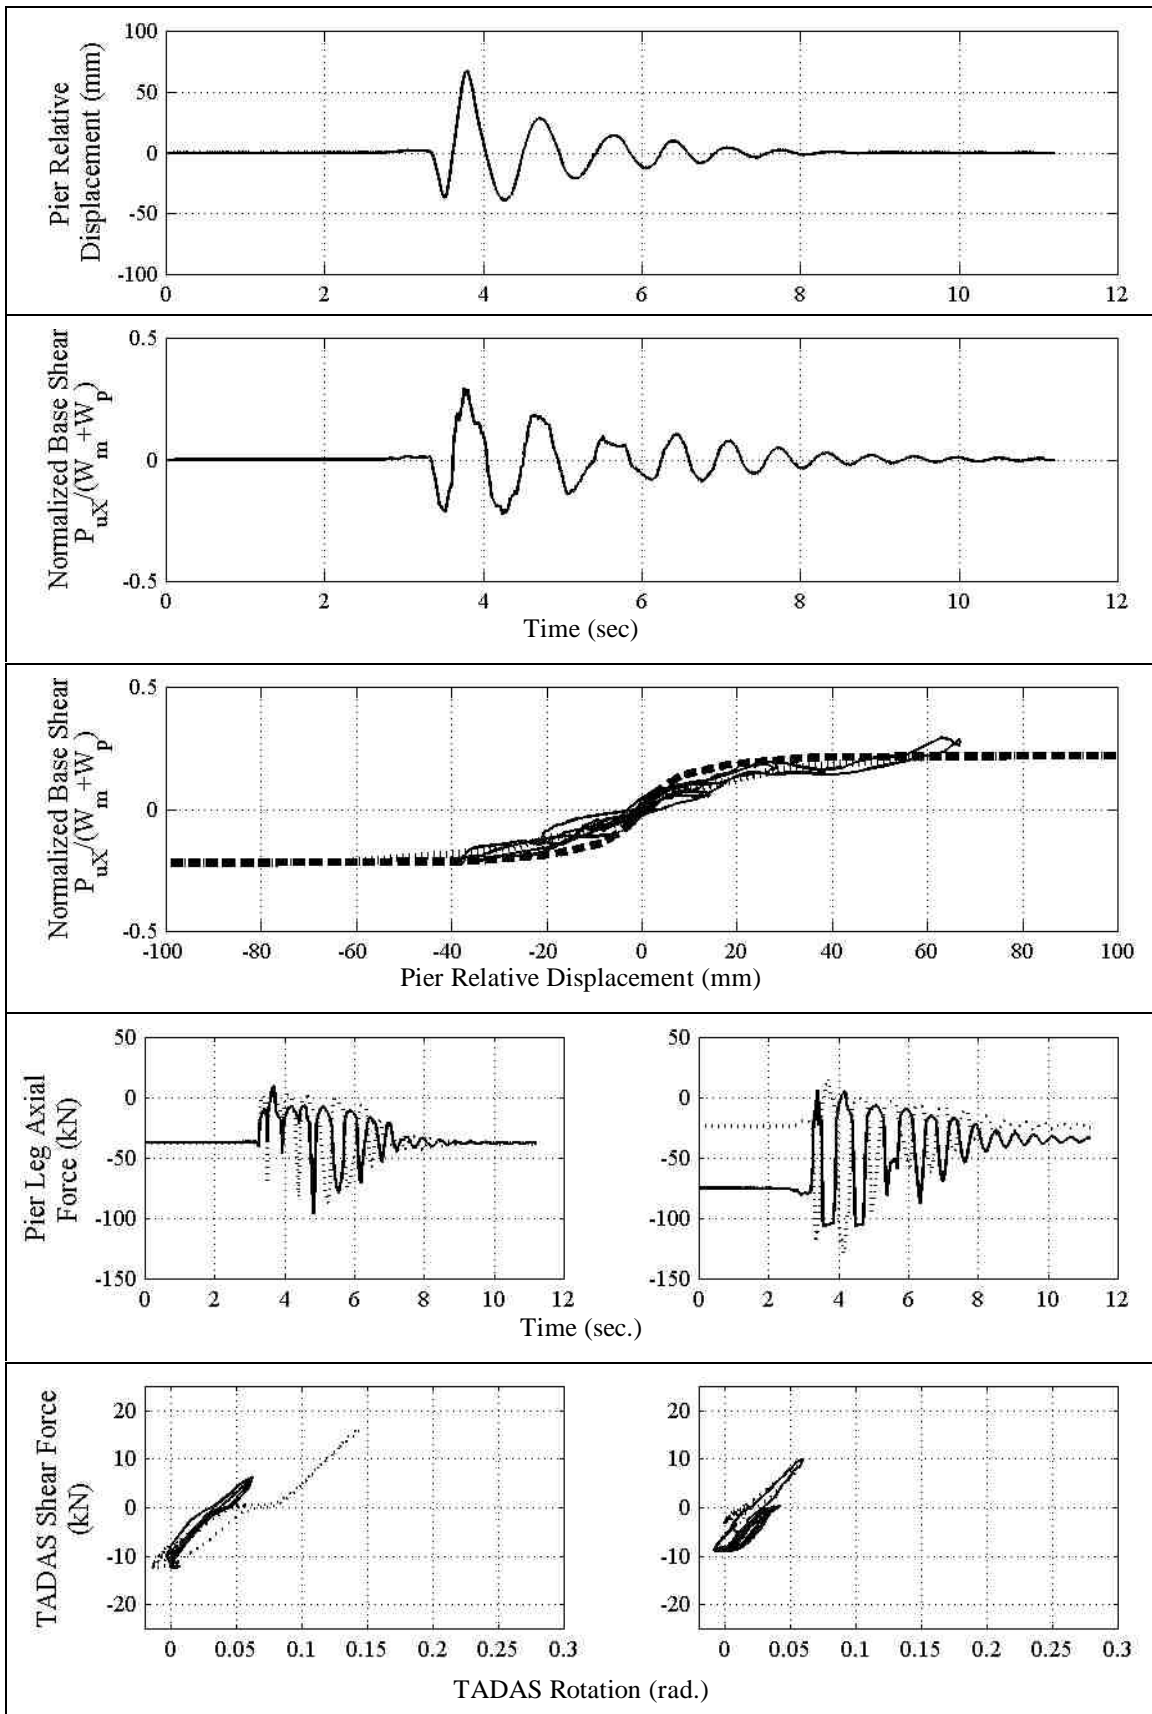 Pier Relative
Displacement (mm)
100
50
0
-50
-100
0 2 4 6 8 10 12
Normalized Base Shear
PuX/(Wm+Wp)
0.5
0
-0.5
0 2 4 6 8 10 12
Time (sec)
Normalized Base Shear
PuX/(Wm+Wp)
0.5
0
-0.5
-100 -80 -60 -40 -20 0 20 40 60 80 100
Pier Relative Displacement (mm)
Pier Leg Axial
Force (kN)
50
0
-50
-100
-150
0 2 4 6 8 10 12
50
0
-50
-100
-150
0 2 4 6 8 10 12
Time (sec.)
TADAS Shear Force
(kN)
20
10
0
-10
-20
0 0.05 0.1 0.15 0.2 0.25 0.3
20
10
0
-10
-20
0 0.05 0.1 0.15 0.2 0.25 0.3
TADAS Rotation (rad.)